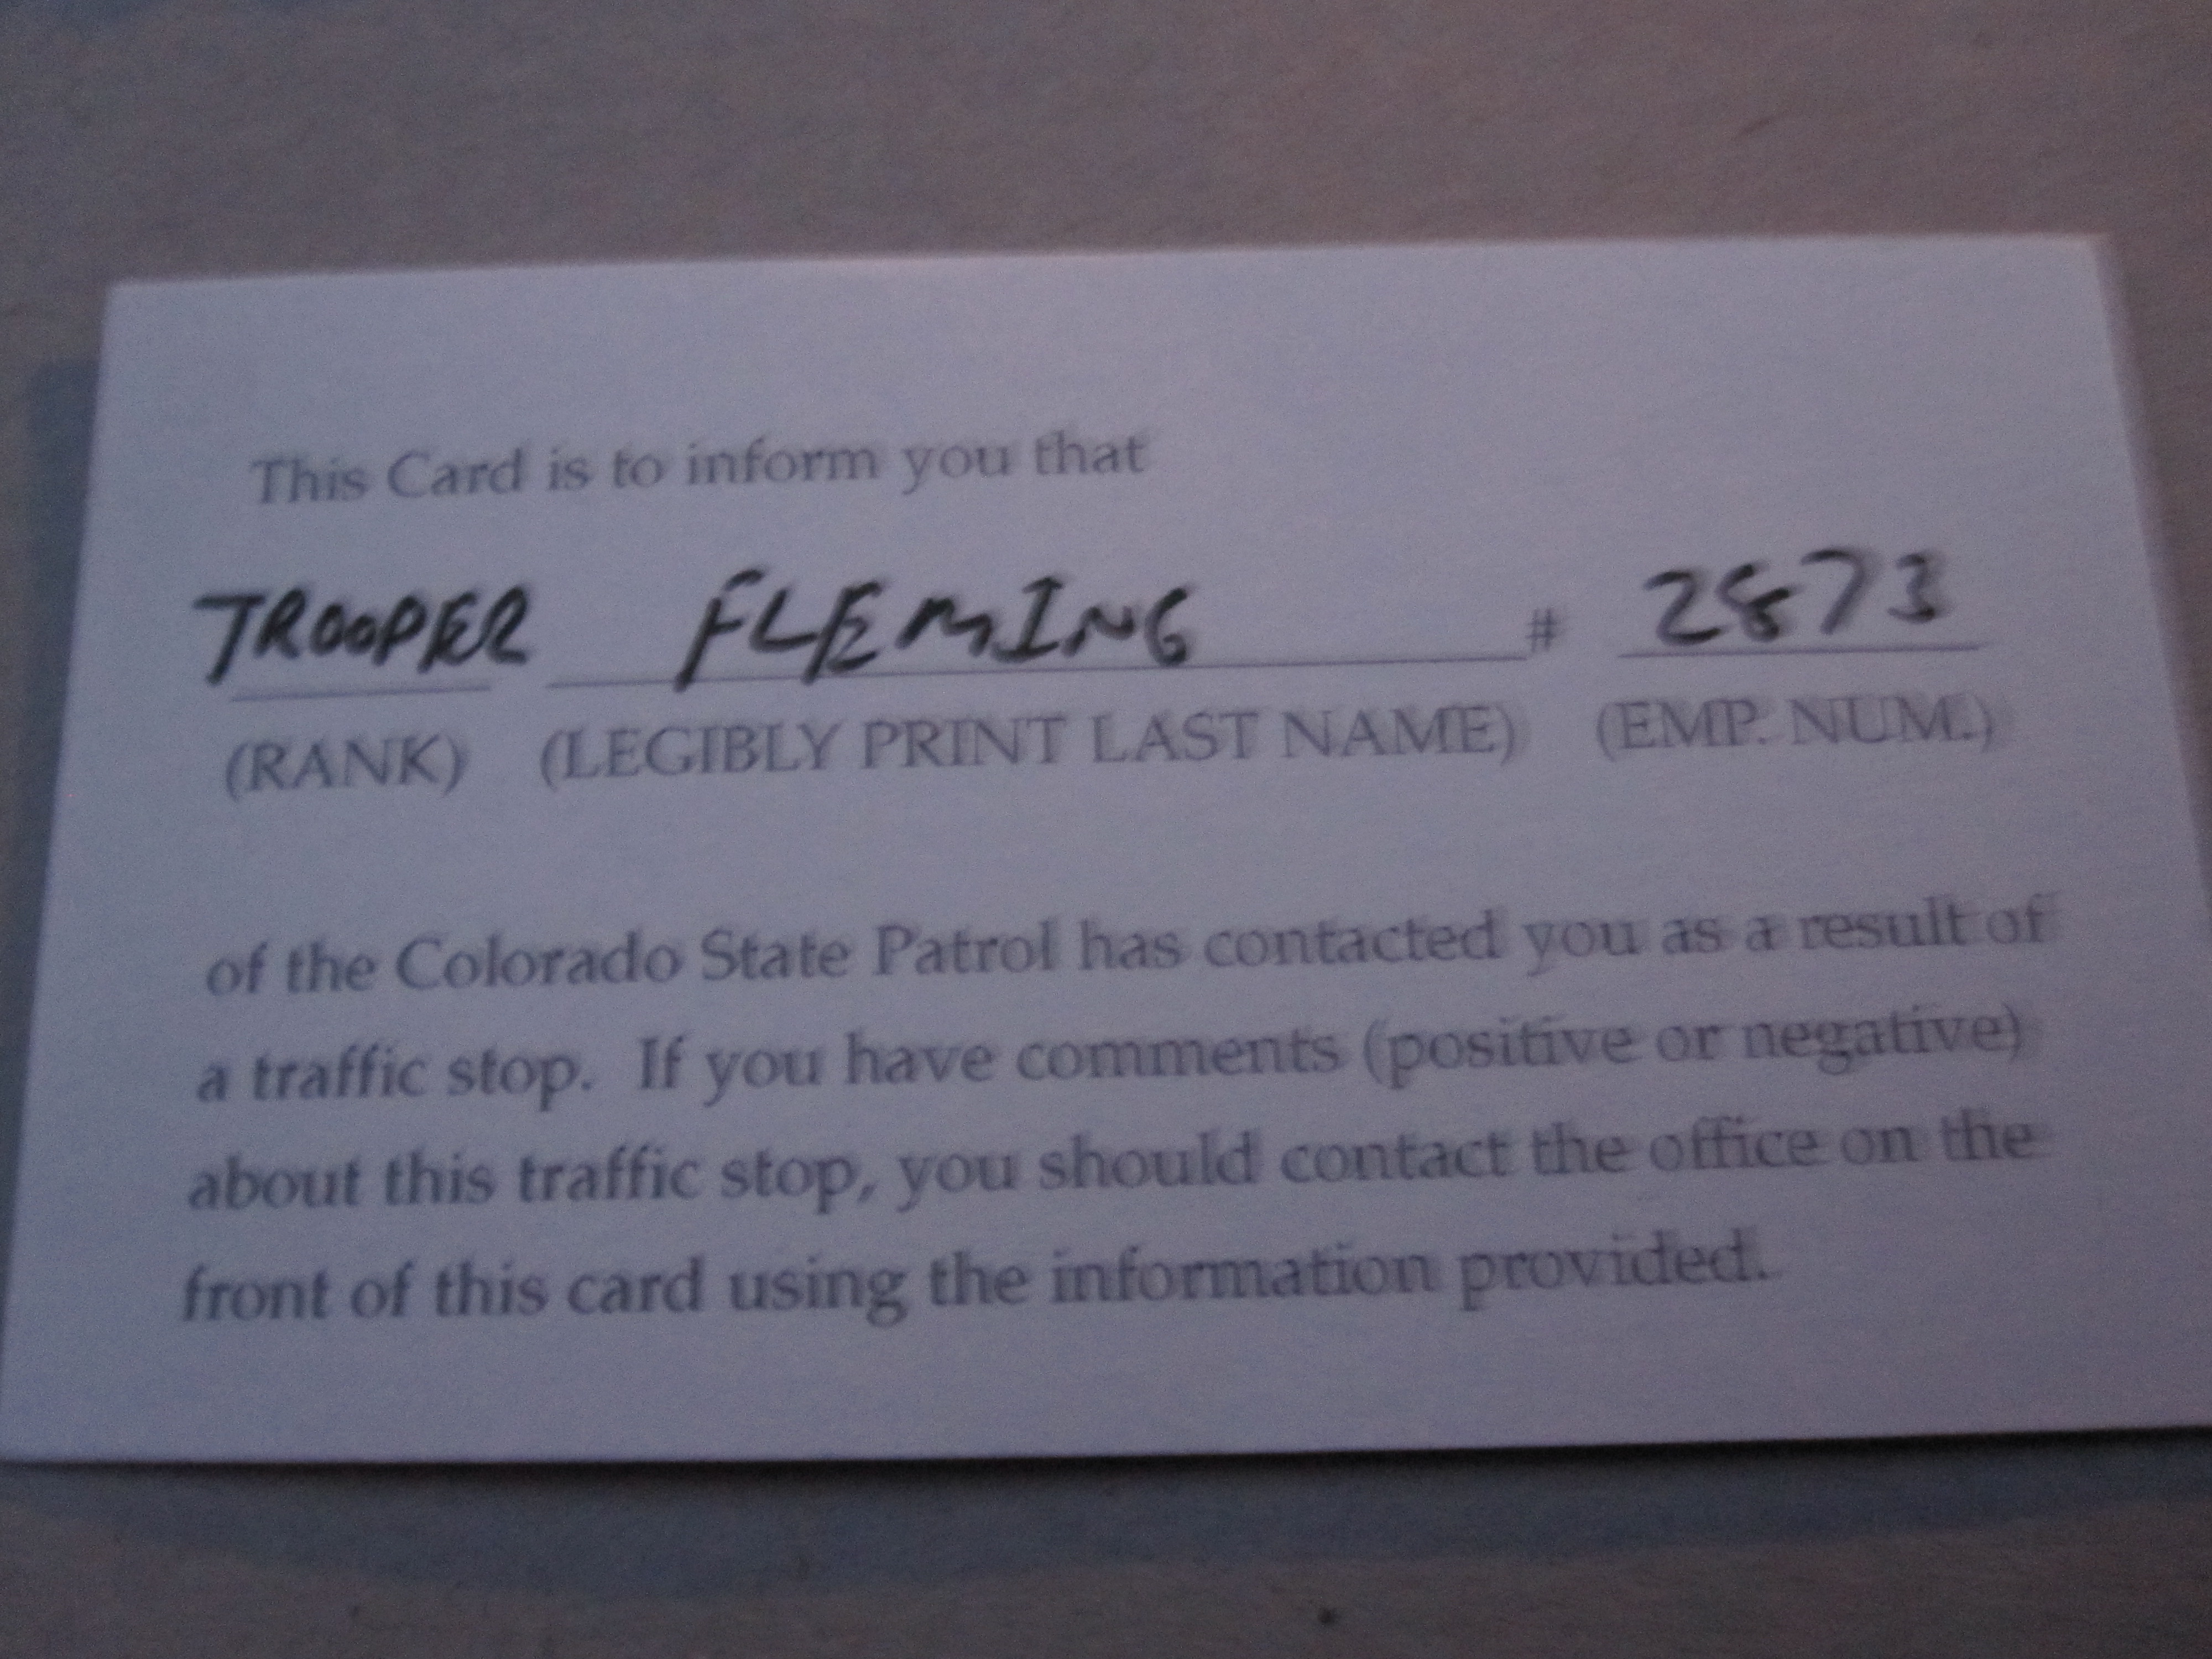 This Card is to inform you that
TROOPER FLEMING # 2873
(RANK) (LEGIBLY PRINT LAST NAME) (EMP. NUM.)
of the Colorado State Patrol has contacted you as a result of
a traffic stop. If you have comments (positive or negative)
about this traffic stop, you should contact the office on the
front of this card using the information provided.